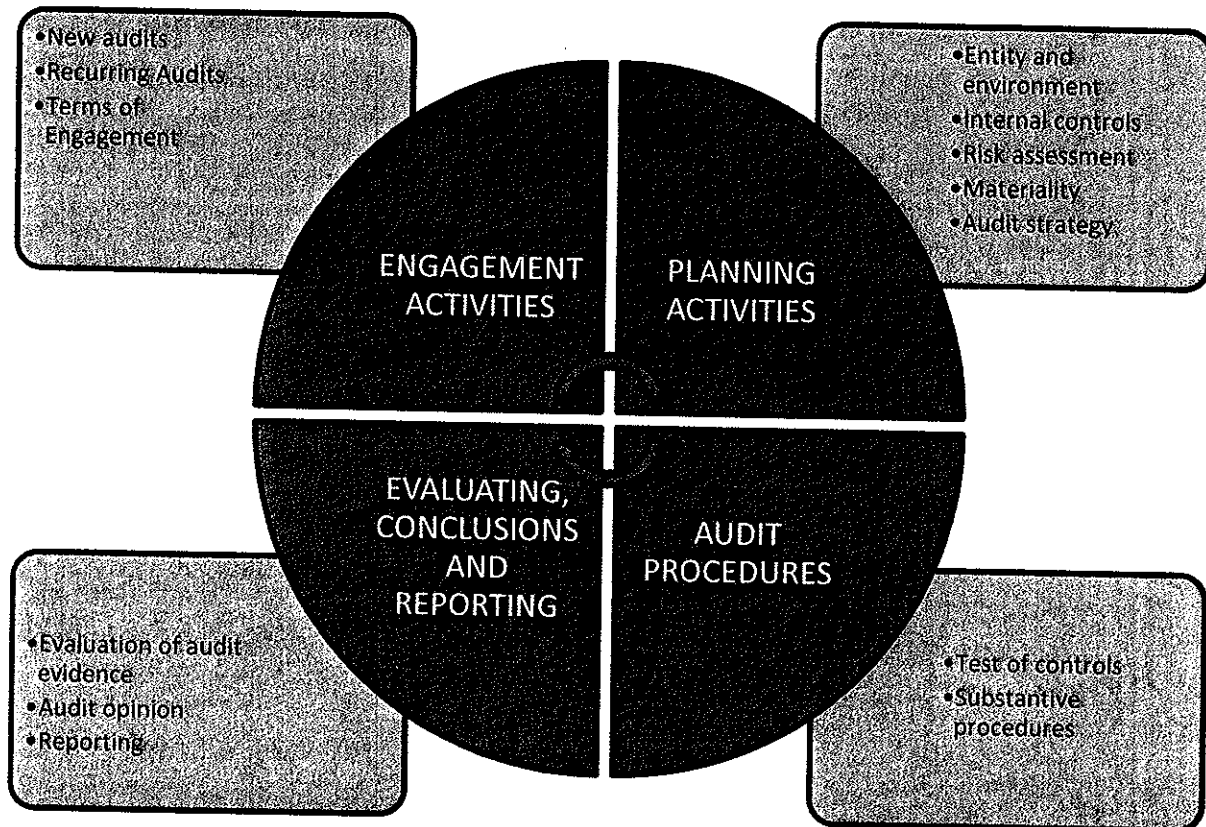 •New audits
•Recurring Audits
•Terms of
Engagement
•Entity and
environment
•Internal controls
•Risk assessment
•Materiality
•Audit strategy
ENGAGEMENT
ACTIVITIES
PLANNING
ACTIVITIES
EVALUATING,
CONCLUSIONS
AND
REPORTING
AUDIT
PROCEDURES
•Evaluation of audit
evidence
•Audit opinion
•Reporting
•Test of controls
•Substantive
procedures